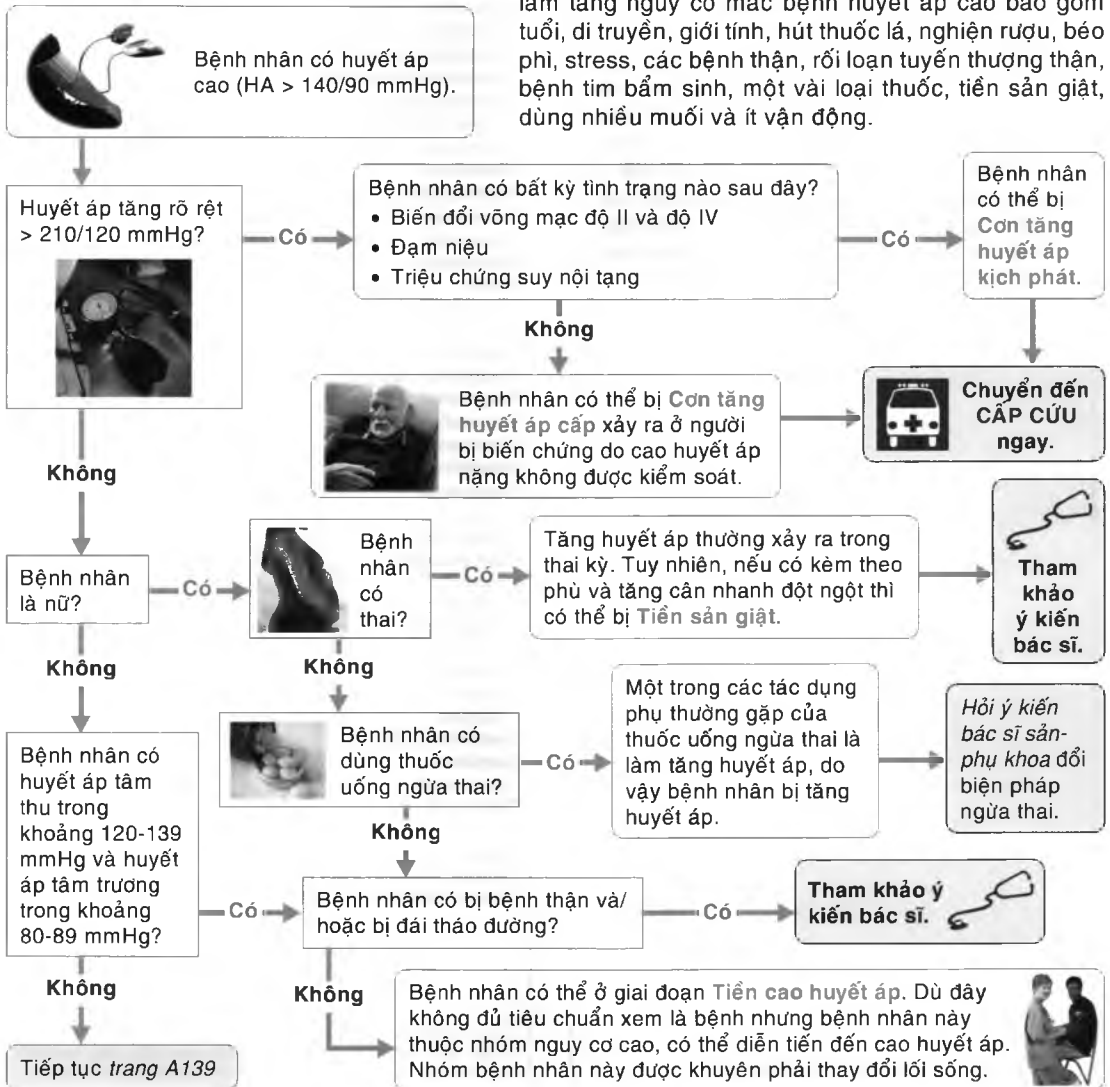 làm tăng nguy cơ mắc bệnh huyết áp cao bao gồm
tuổi, di truyền, giới tính, hút thuốc lá, nghiện rượu, béo
phì, stress, các bệnh thận, rối loạn tuyến thượng thận,
bệnh tim bẩm sinh, một vài loại thuốc, tiền sản giật,
dùng nhiều muối và ít vận động.
Bệnh nhân có huyết áp
cao (HA > 140/90 mmHg).
Huyết áp tăng rõ rệt
> 210/120 mmHg?
Có
Bệnh nhân có bất kỳ tình trạng nào sau đây?
• Biến đổi võng mạc độ II và độ IV
• Đạm niệu
• Triệu chứng suy nội tạng
Có
Bệnh nhân
có thể bị
Cơn tăng
huyết áp
kịch phát.
Không
Bệnh nhân có thể bị Cơn tăng
huyết áp cấp xảy ra ở người
bị biến chứng do cao huyết áp
nặng không được kiểm soát.
Chuyển đến
CẤP CỨU
ngay.
Không
Bệnh nhân
là nữ?
Có
Bệnh
nhân
có
thai?
Có
Tăng huyết áp thường xảy ra trong
thai kỳ. Tuy nhiên, nếu có kèm theo
phù và tăng cân nhanh đột ngột thì
có thể bị Tiền sản giật.
Tham
khảo
ý kiến
bác sĩ.
Không
Không
Bệnh nhân có
dùng thuốc
uống ngừa thai?
Có
Một trong các tác dụng
phụ thường gặp của
thuốc uống ngừa thai là
làm tăng huyết áp, do
vậy bệnh nhân bị tăng
huyết áp.
Hỏi ý kiến
bác sĩ sản-
phụ khoa đổi
biện pháp
ngừa thai.
Bệnh nhân có
huyết áp tâm
thu trong
khoảng 120-139
mmHg và huyết
áp tâm trương
trong khoảng
80-89 mmHg?
Không
Có
Bệnh nhân có bị bệnh thận và/
hoặc bị đái tháo đường?
Có
Tham khảo ý
kiến bác sĩ.
Không
Không
Bệnh nhân có thể ở giai đoạn Tiền cao huyết áp. Dù đây
không đủ tiêu chuẩn xem là bệnh nhưng bệnh nhân này
thuộc nhóm nguy cơ cao, có thể diễn tiến đến cao huyết áp.
Nhóm bệnh nhân này được khuyên phải thay đổi lối sống.
Tiếp tục trang A139